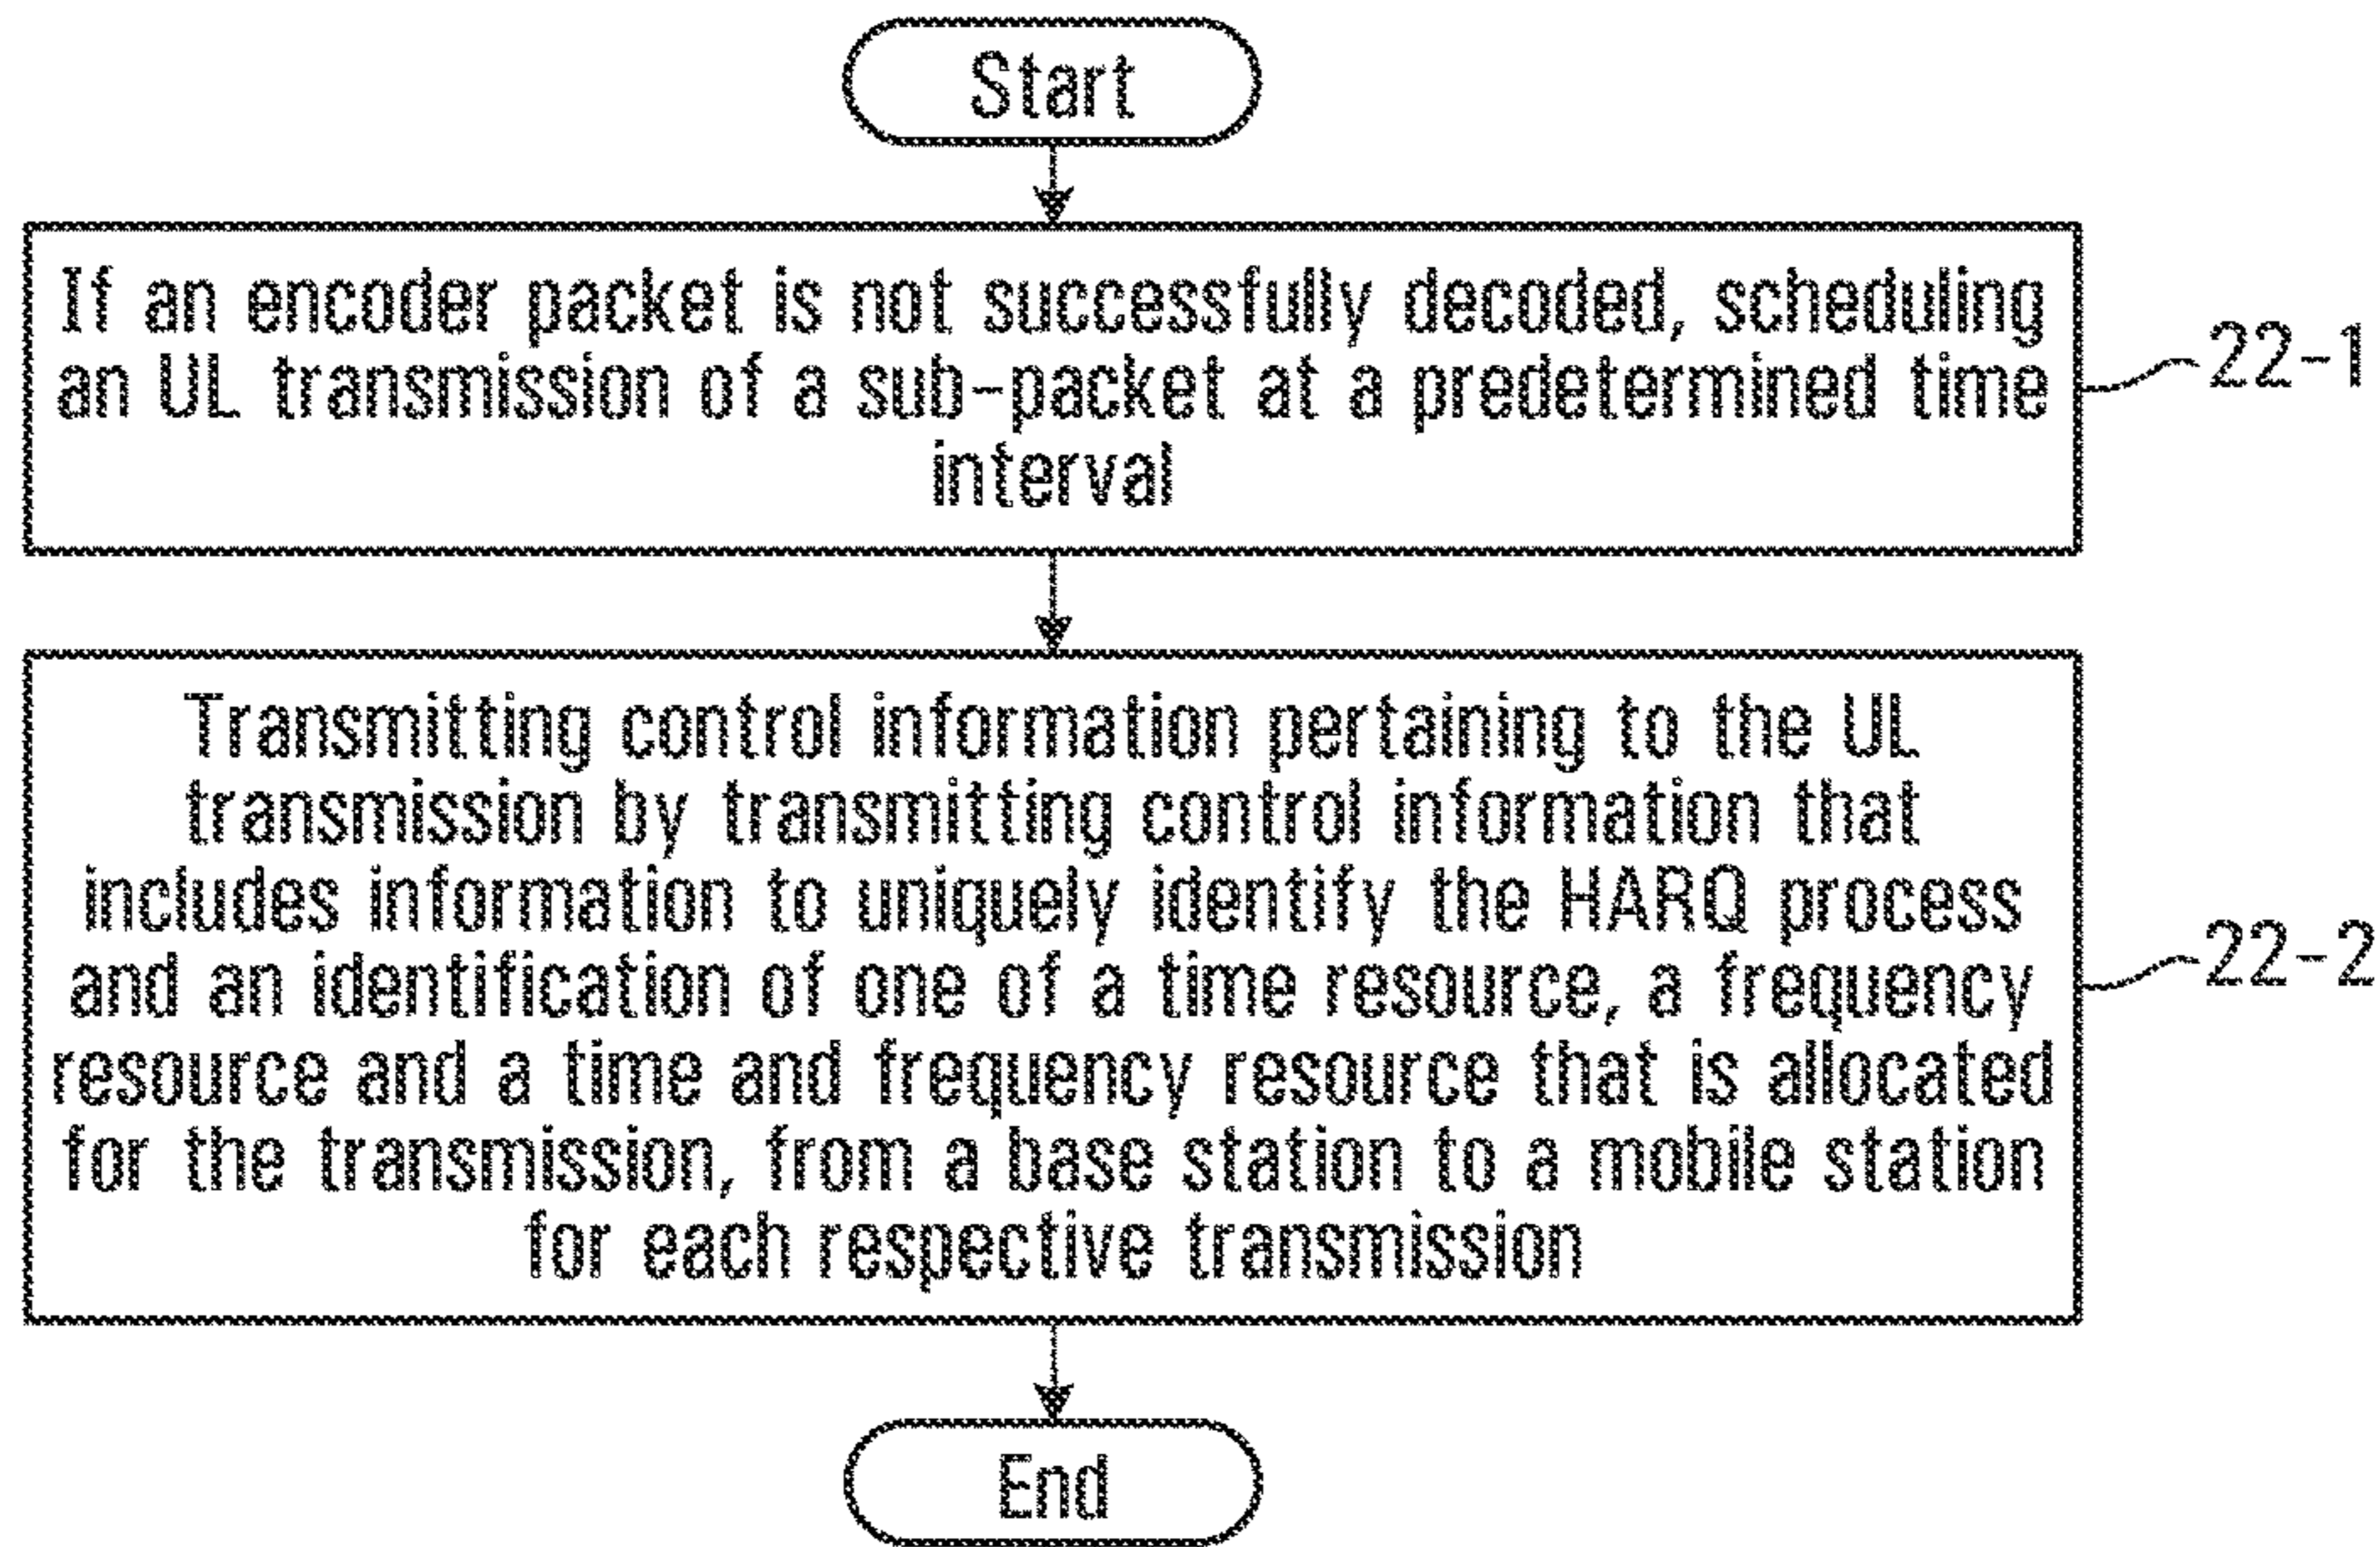 Start
If an encoder packet is not successfully decoded, scheduling
an UL transmission of a sub-packet at a predetermined time
interval
22-1
Transmitting control information pertaining to the UL
transmission by transmitting control information that
includes information to uniquely identify the HARQ process
and an identification of one of a time resource, a frequency
resource and a time and frequency resource that is allocated
for the transmission, from a base station to a mobile station
for each respective transmission
22-2
End